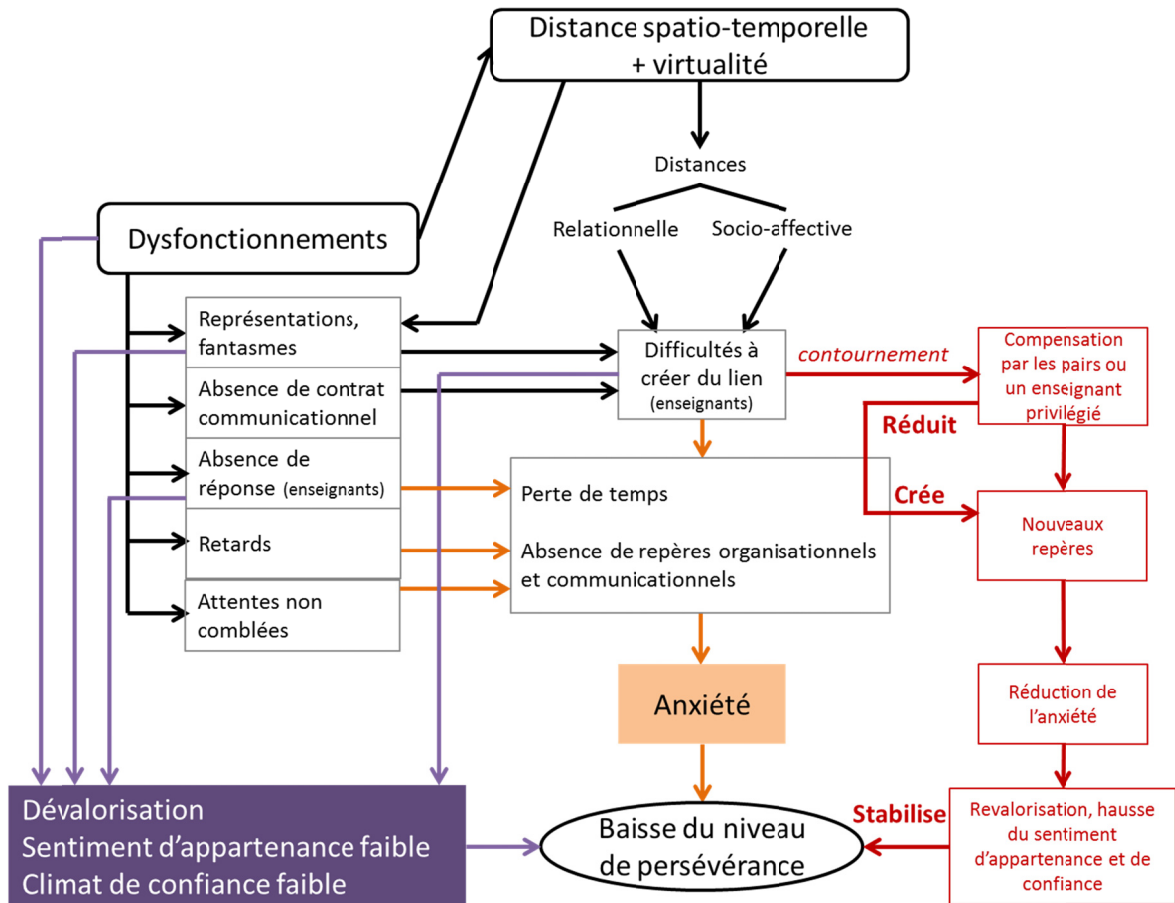 Distance spatio-temporelle
+ virtualité
Distances
Relationnelle
Socio-affective
Dysfonctionnements
Représentations,
fantasmes
Absence de contrat
communicationnel
Absence de
réponse (enseignants)
Retards
Attentes non
comblées
Difficultés à
créer du lien
(enseignants)
contournement
Compensation
par les pairs ou
un enseignant
privilégié
Réduit
Crée
Perte de temps
Absence de repères organisationnels
et communicationnels
Nouveaux
repères
Anxiété
Réduction de
l’anxiété
Dévalorisation
Sentiment d’appartenance faible
Climat de confiance faible
Baisse du niveau
de persévérance
Stabilise
Revalorisation, hausse
du sentiment
d’appartenance et de
confiance